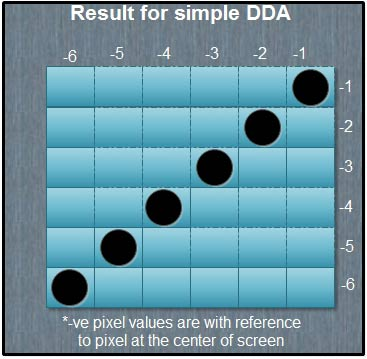 Result for simple DDA
-6 -5 -4 -3 -2 -1
-1
-2
-3
-4
-5
-6
*-ve pixel values are with reference
to pixel at the center of screen